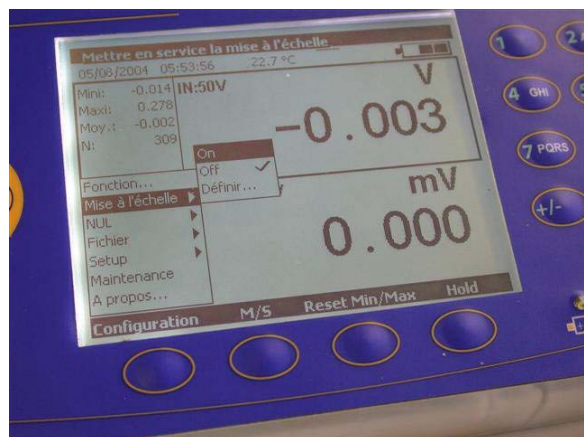 Mettre en service la mise à l'échelle
05/08/2004 05:53:56 22.7 °C
Mini: -0.014 IN:50V V
Maxi: 0.278
Moy.: -0.002 -0.003
N: 309
On
Off
Définir...
Fonction...
Mise à l'échelle
NUL
Fichier
Setup
Maintenance
A propos...
mV
0.000
Configuration M/S Reset Min/Max Hold
1
2
4 GHI
7 PQRS
+/-